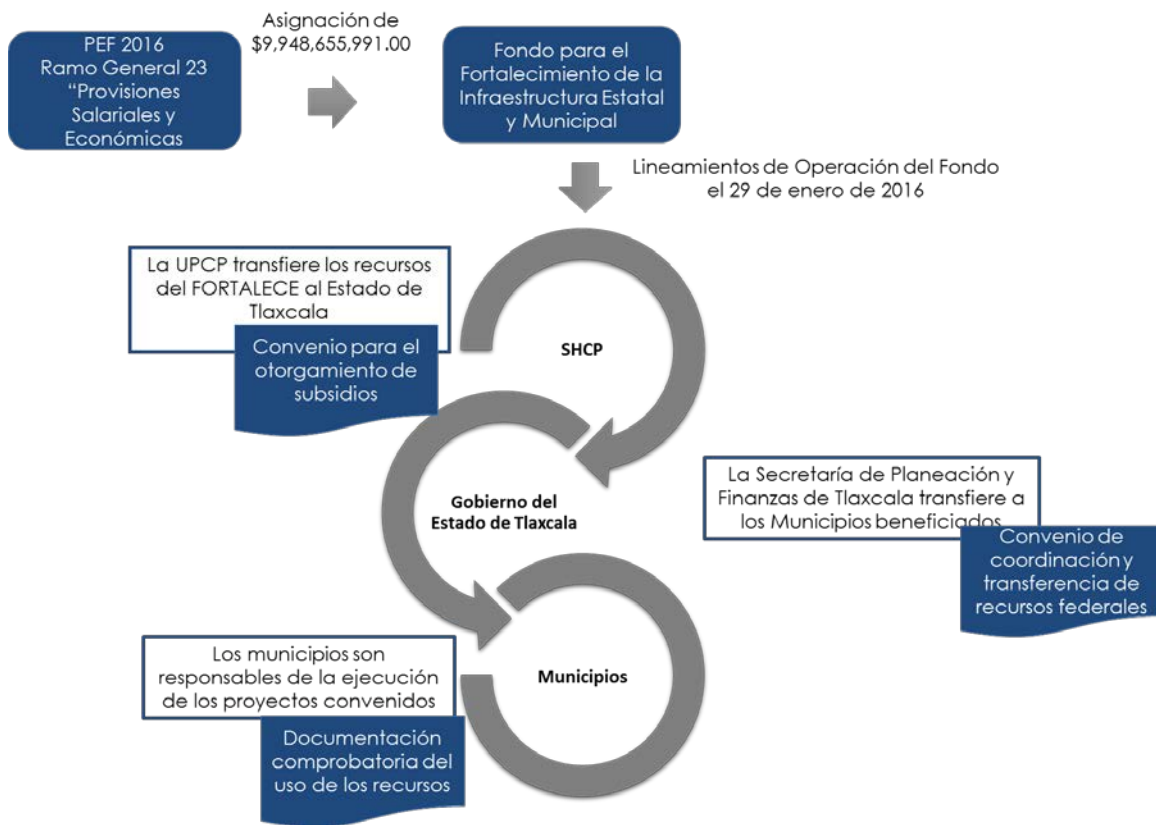 PEF 2016
Ramo General 23
“Provisiones
Salariales y
Económicas
Asignación de
$9,948,655,991.00
Fondo para el
Fortalecimiento de la
Infraestructura Estatal
y Municipal
Lineamientos de Operación del Fondo
el 29 de enero de 2016
La UPCP transfiere los recursos
del FORTALECE al Estado de
Tlaxcala
Convenio para el
otorgamiento de
subsidios
SHCP
La Secretaría de Planeación y
Finanzas de Tlaxcala transfiere a
los Municipios beneficiados
Convenio de
coordinación y
transferencia de
recursos federales
Gobierno del
Estado de Tlaxcala
Los municipios son
responsables de la ejecución
de los proyectos convenidos
Documentación
comprobatoria del
uso de los recursos
Municipios